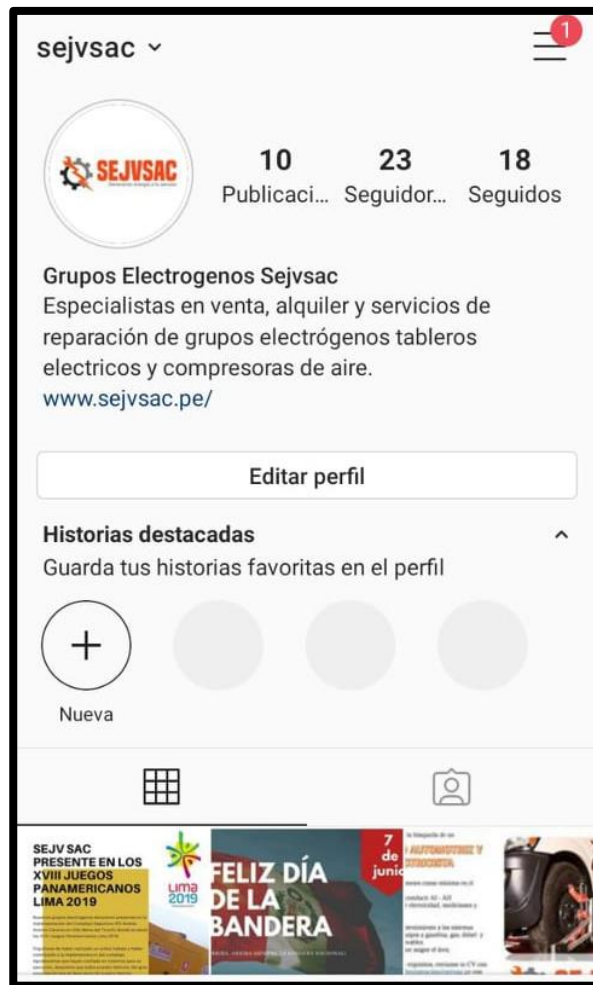 sejvsac
1
SEJVSAC
10
Publicaci...
23
Seguidor...
18
Seguidos
Grupos Electrogenos Sejvsac
Especialistas en venta, alquiler y servicios de
reparación de grupos electrógenos tableros
electricos y compresoras de aire.
www.sejvsac.pe/
Editar perfil
Historias destacadas
Guarda tus historias favoritas en el perfil
Nueva
SEJV SAC
PRESENTE EN LOS
XVIII JUEGOS
PANAMERICANOS
LIMA 2019
Lima
2019
FELIZ DÍA
DE LA
BANDERA
7
de
junio
AUTOMOTRIZ Y